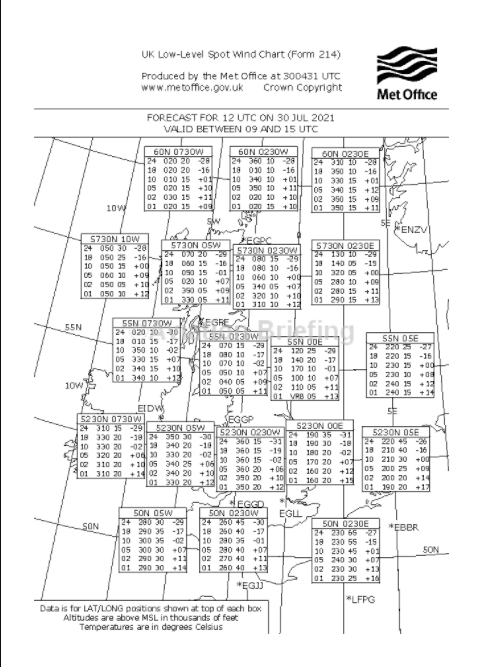 UK Low-Level Spot Wind Chart (Form 214)
Produced by the Met Office at 300431 UTC
www.metoffice.gov.uk Crown Copyright
Met Office
FORECAST FOR 12 UTC ON 30 JUL 2021
VALID BETWEEN 09 AND 15 UTC
60N 0730W
24 020 20 -28
18 020 20 -16
10 010 15 +01
05 020 15 +10
02 030 15 +11
01 020 15 +09
60N 0230W
24 360 10 -28
18 010 10 -16
10 340 10 +01
05 350 10 +10
02 020 10 +11
01 020 15 +10
60N 0230E
24 310 10 -28
18 350 10 -16
10 330 15 +01
05 340 15 +12
02 360 15 +09
01 350 15 +11
10W
5W
5E
*ENZV
*EGPC
5730N 10W
24 050 30 -28
18 050 25 -16
10 050 15 +00
05 060 10 +09
02 050 05 +10
01 050 10 +12
5730N 05W
24 070 20 -29
18 060 15 -16
10 050 15 -01
05 020 10 +07
02 350 05 +09
01 330 05 +11
5730N 0230W
24 080 15 -29
18 080 10 -16
10 060 10 +00
05 340 05 +07
02 320 10 +10
01 310 10 +12
5730N 0230E
24 130 10 -29
18 140 05 -15
10 320 05 +00
05 280 10 +09
02 280 15 +11
01 290 15 +13
55N
55N 0730W
24 020 10 -30
18 010 15 -17
10 350 10 -02
05 330 15 +07
02 340 15 +10
01 340 10 +12
*EGPF
Briefing
55N 0230W
24 070 15 -29
18 080 10 -17
10 070 10 -02
05 050 10 +07
02 040 05 +09
01 050 05 +11
55N 00E
24 120 25 -29
18 140 20 -17
10 170 10 -01
05 100 10 +07
02 110 05 +11
01 VRB 05 +13
55N 05E
24 220 25 -27
18 220 15 -16
10 230 15 +00
05 230 10 +08
02 230 15 +12
01 240 15 +14
10W
5E
EIDW
EGGP
5230N 0730W
24 310 15 -29
18 330 20 -18
10 330 20 -02
05 320 20 +06
02 310 20 +10
01 310 20 +14
5230N 05W
24 350 30 -30
18 340 20 -19
10 330 20 -02
05 340 25 +06
02 340 20 +10
01 330 20 +12
5230N 0230W
24 360 15 -31
18 360 15 -19
10 360 15 -02
05 360 20 +06
02 350 20 +10
01 350 20 +12
5230N 00E
24 190 35 -31
18 190 30 -18
10 180 20 -02
05 170 20 +07
02 160 20 +12
01 160 20 +15
5230N 05E
24 220 45 -26
18 210 40 -16
10 210 30 +00
05 200 25 +09
02 200 20 +14
01 190 20 +17
*EGGD
*
EGLL
50N
50N 05W
24 280 30 -29
18 290 35 -17
10 300 35 -02
05 300 30 +07
02 290 30 +11
01 290 30 +14
50N 0230W
24 260 45 -30
18 260 40 -17
10 280 35 -01
05 280 40 +07
02 270 40 +11
01 260 40 +13
50N 0230E
24 230 65 -27
18 230 55 -15
10 230 45 +01
05 240 30 +07
02 230 30 +13
01 230 25 +16
*EBBR
50N
*EGJJ
*LFPG
Data is for LAT/LONG positions shown at top of each box
Altitudes are above MSL in thousands of feet
Temperatures are in degrees Celsius